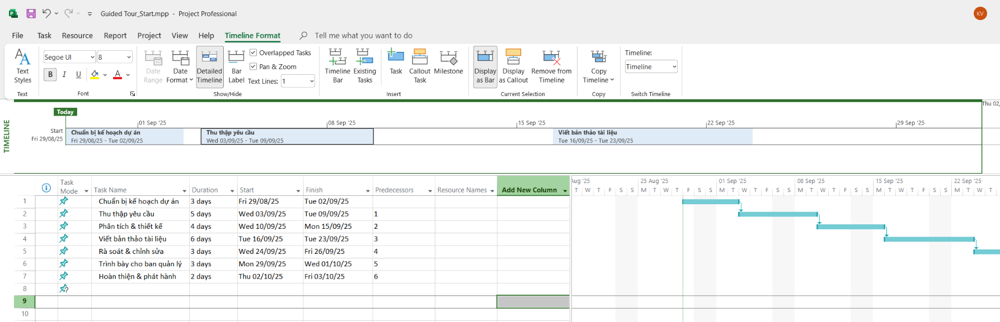 Guided Tour_Start.mpp - Project Professional
KV
File Task Resource Report Project View Help Timeline Format Tell me what you want to do
Text Styles
Text
Segoe UI 8
B I U A
Font
Date Range
Date Format
Detailed Timeline
Bar Label
Overlapped Tasks
Pan & Zoom
Text Lines: 1
Show/Hide
Timeline Bar
Existing Tasks
Task
Callout Task
Milestone
Insert
Display as Bar
Display as Callout
Remove from Timeline
Current Selection
Copy Timeline
Copy
Timeline:
Timeline
Switch Timeline
TIMELINE
Today
Thu 02/
01 Sep '25 08 Sep '25 15 Sep '25 22 Sep '25 29 Sep '25
Start
Fri 29/08/25
Chuẩn bị kế hoạch dự án
Fri 29/08/25 - Tue 02/09/25
Thu thập yêu cầu
Wed 03/09/25 - Tue 09/09/25
Viết bản thảo tài liệu
Tue 16/09/25 - Tue 23/09/25
Task Mode Task Name Duration Start Finish Predecessors Resource Names Add New Column
1 Chuẩn bị kế hoạch dự án 3 days Fri 29/08/25 Tue 02/09/25
2 Thu thập yêu cầu 5 days Wed 03/09/25 Tue 09/09/25 1
3 Phân tích & thiết kế 4 days Wed 10/09/25 Mon 15/09/25 2
4 Viết bản thảo tài liệu 6 days Tue 16/09/25 Tue 23/09/25 3
5 Rà soát & chỉnh sửa 3 days Wed 24/09/25 Fri 26/09/25 4
6 Trình bày cho ban quản lý 3 days Mon 29/09/25 Wed 01/10/25 5
7 Hoàn thiện & phát hành 2 days Thu 02/10/25 Fri 03/10/25 6
8 ?
9
10
Aug '25 25 Aug '25 01 Sep '25 08 Sep '25 15 Sep '25 22 Sep '25
T W T F S S M T W T F S S M T W T F S S M T W T F S S M T W T F S S M T W T